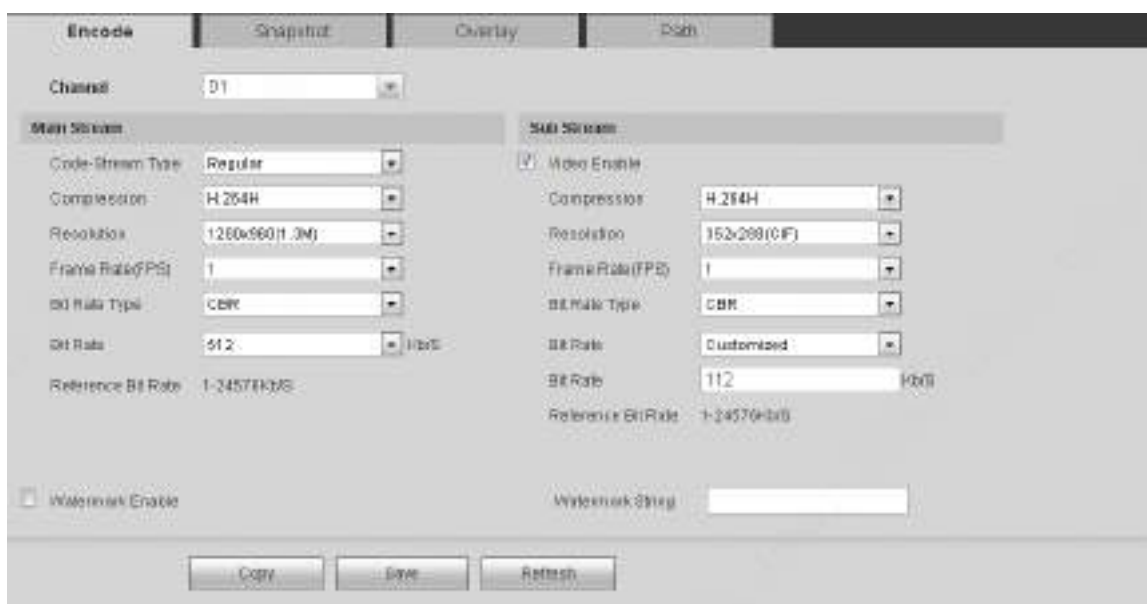 Encode Snapshot Overlay Path
Channel D1
Main Stream Sub Stream
Code-Stream Type Regular Video Enable
Compression H.264H Compression H.264H
Resolution 1280x960(1.3M) Resolution 352x288(CIF)
Frame Rate(FPS) 1 Frame Rate(FPS) 1
Bit Rate Type CBR Bit Rate Type CBR
Bit Rate 512 Kb/S Bit Rate Customized
Reference Bit Rate 1-24576Kb/S Bit Rate 112 Kb/S
Reference Bit Rate 1-24576Kb/S
Watermark Enable Watermark String
Copy Save Refresh